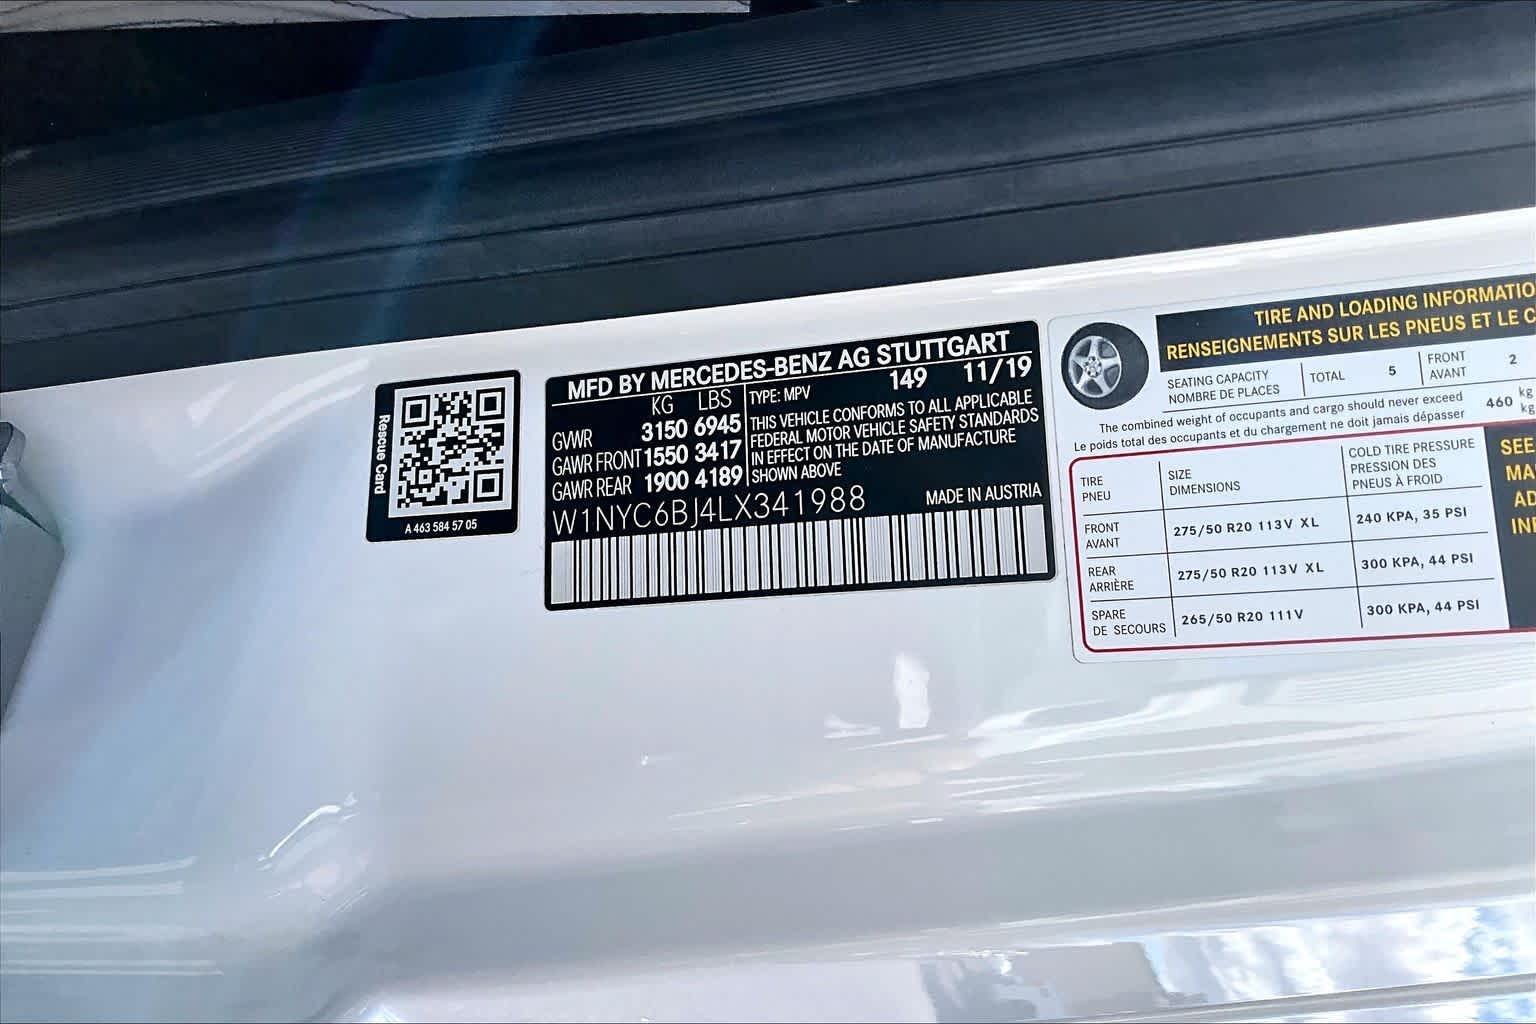 Rescue Card
A 463 584 57 05
MFD BY MERCEDES-BENZ AG STUTTGART
KG LBS
GVWR 3150 6945
GAWR FRONT 1550 3417
GAWR REAR 1900 4189
TYPE: MPV 149 11/19
THIS VEHICLE CONFORMS TO ALL APPLICABLE
FEDERAL MOTOR VEHICLE SAFETY STANDARDS
IN EFFECT ON THE DATE OF MANUFACTURE
SHOWN ABOVE
W1NYC6BJ4LX341988 MADE IN AUSTRIA
TIRE AND LOADING INFORMATIO
RENSEIGNEMENTS SUR LES PNEUS ET LE C
SEATING CAPACITY
NOMBRE DE PLACES
TOTAL 5
FRONT
AVANT
2
The combined weight of occupants and cargo should never exceed
Le poids total des occupants et du chargement ne doit jamais dépasser
460 kg
kg
TIRE
PNEU
SIZE
DIMENSIONS
COLD TIRE PRESSURE
PRESSION DES
PNEUS À FROID
FRONT
AVANT
275/50 R20 113V XL
240 KPA, 35 PSI
REAR
ARRIÈRE
275/50 R20 113V XL
300 KPA, 44 PSI
SPARE
DE SECOURS
265/50 R20 111V
300 KPA, 44 PSI
SEE
MA
AD
INF